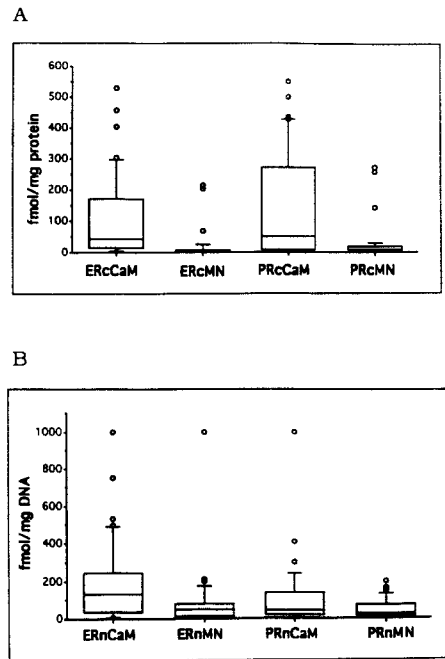 A
600
500
400
300
200
100
0
fmol/mg protein
ERcCaM ERcMN PRcCaM PRcMN
B
1000
800
600
400
200
0
fmol/mg DNA
ERnCaM ERnMN PRnCaM PRnMN